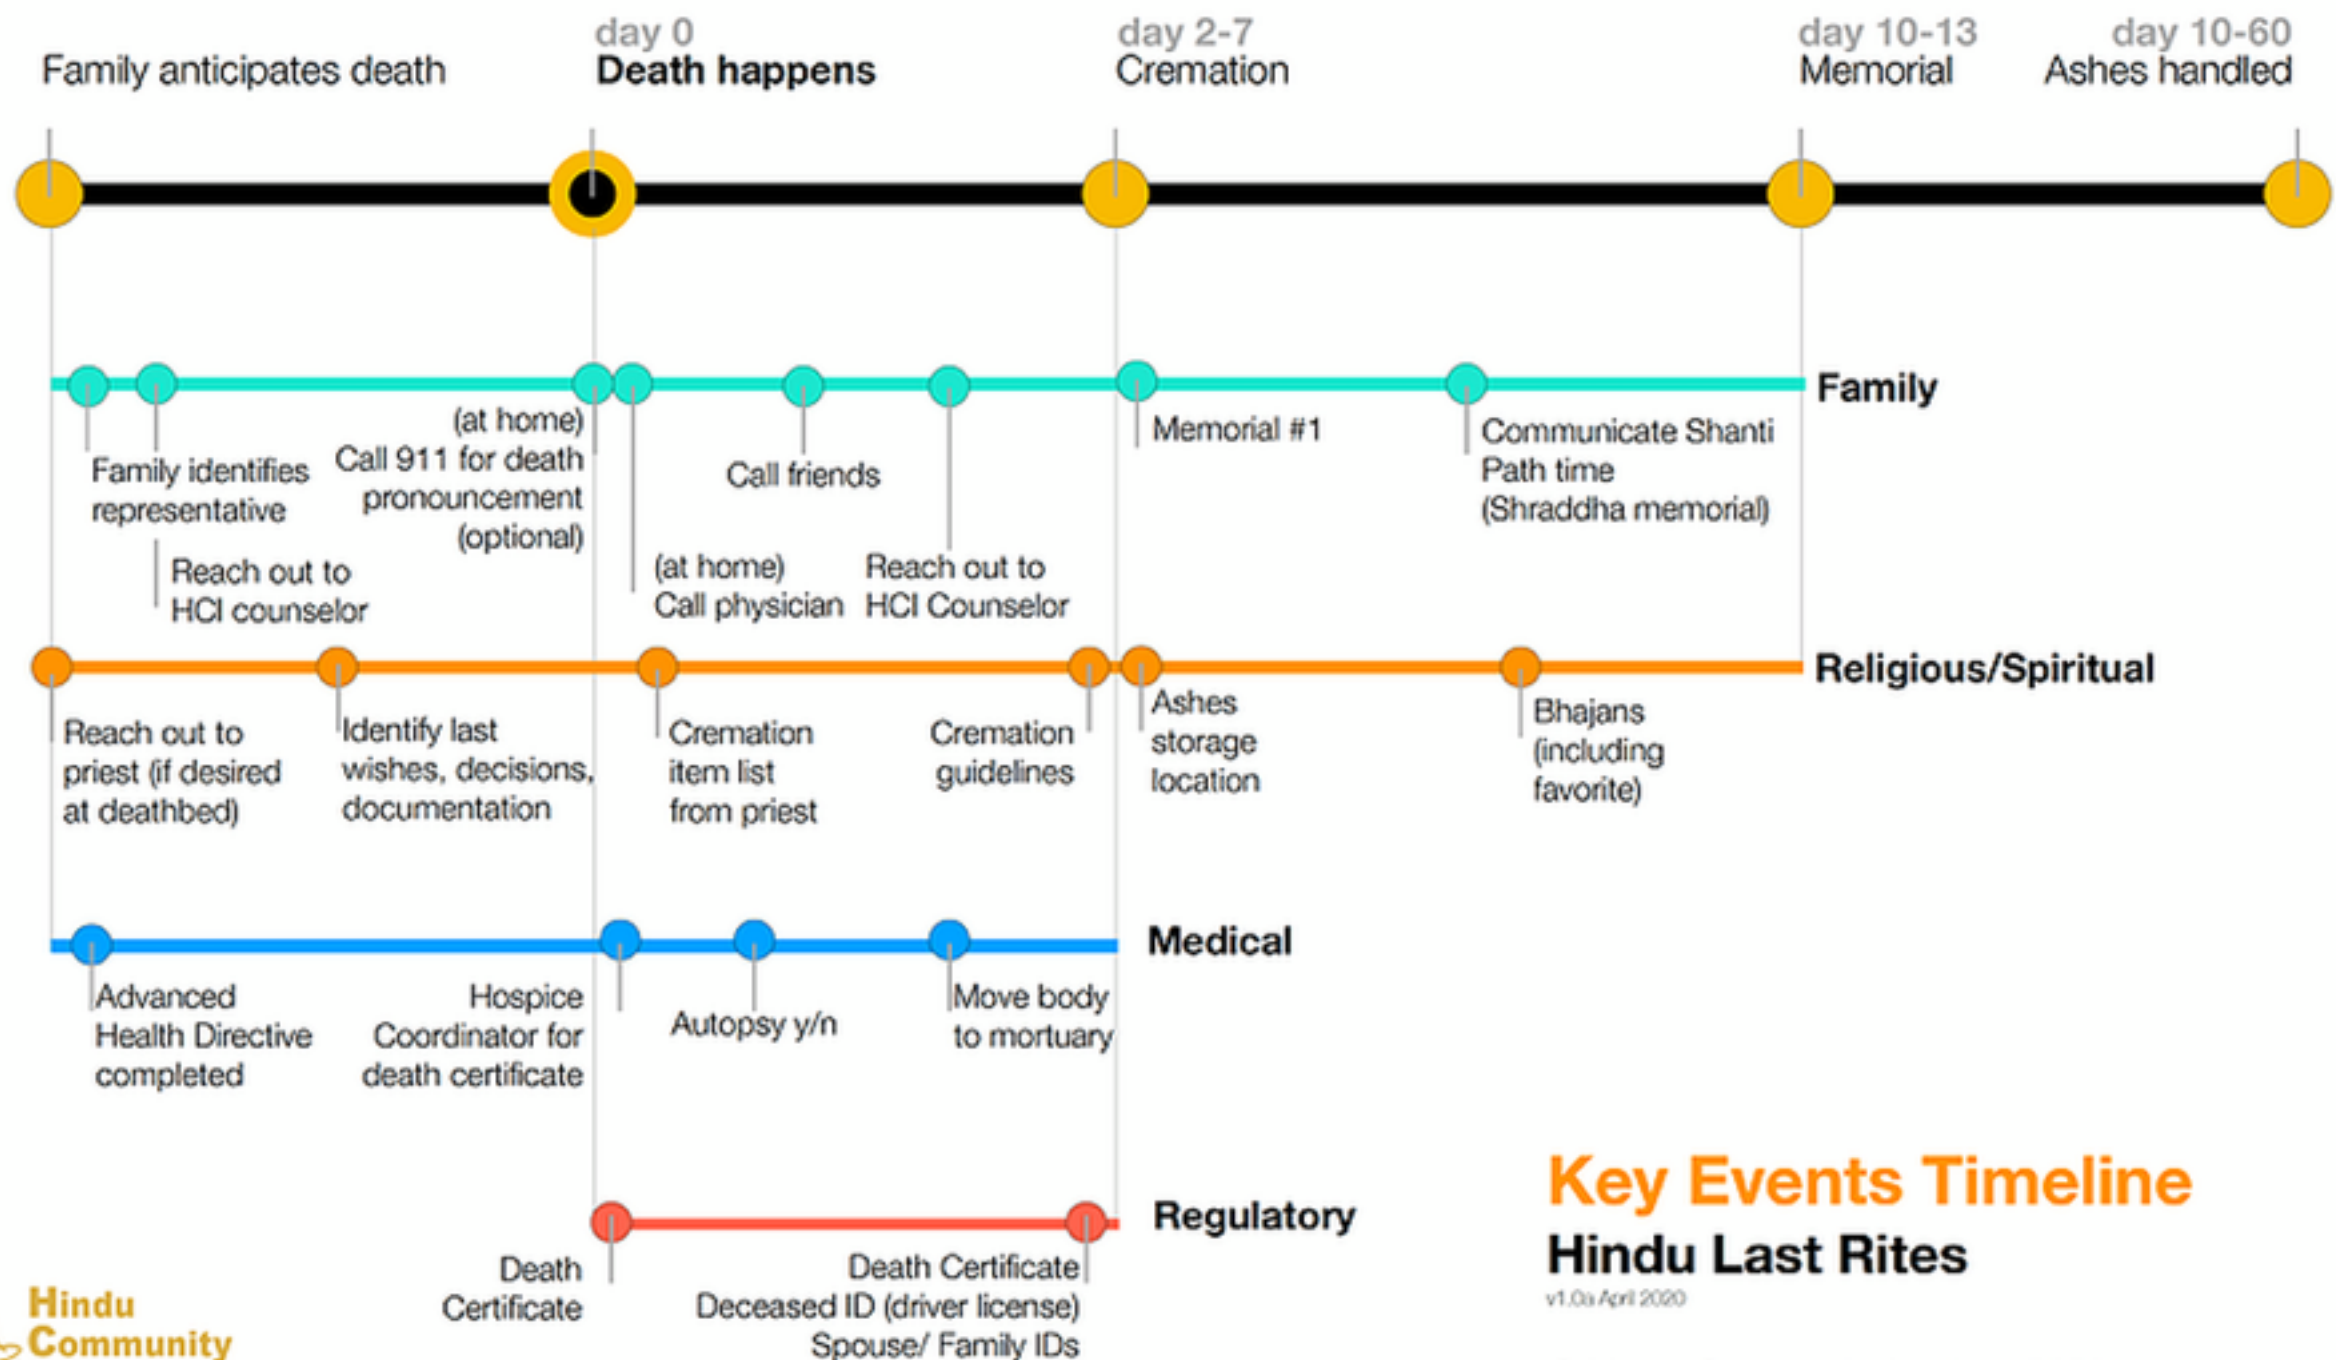 day 0
day 2-7
day 10-13
day 10-60
Family anticipates death
Death happens
Cremation
Memorial
Ashes handled
Family
Family identifies
representative
Reach out to
HCI counselor
(at home)
Call 911 for death
pronouncement
(optional)
(at home)
Call physician
Call friends
Reach out to
HCI Counselor
Memorial #1
Communicate Shanti
Path time
(Shraddha memorial)
Religious/Spiritual
Reach out to
priest (if desired
at deathbed)
Identify last
wishes, decisions,
documentation
Cremation
item list
from priest
Cremation
guidelines
Ashes
storage
location
Bhajans
(including
favorite)
Medical
Advanced
Health Directive
completed
Hospice
Coordinator for
death certificate
Autopsy y/n
Move body
to mortuary
Regulatory
Death
Certificate
Death Certificate
Deceased ID (driver license)
Spouse/ Family IDs
Key Events Timeline
Hindu Last Rites
v1.0a April 2020
Hindu
Community